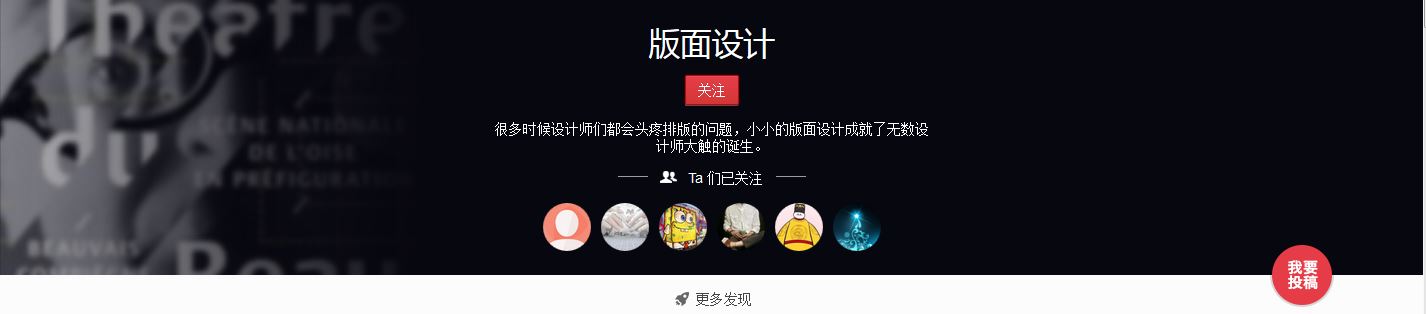 Theatre
版面设计
关注
du
SCÈNE NATIONALE
DE L'OISE
EN PRÉFIGURATION
很多时候设计师们都会头疼排版的问题，小小的版面设计成就了无数设
计师大触的诞生。
Ta 们已关注
BEAUVAIS
COMPIÈGNE
Beau
我要
投稿
更多发现